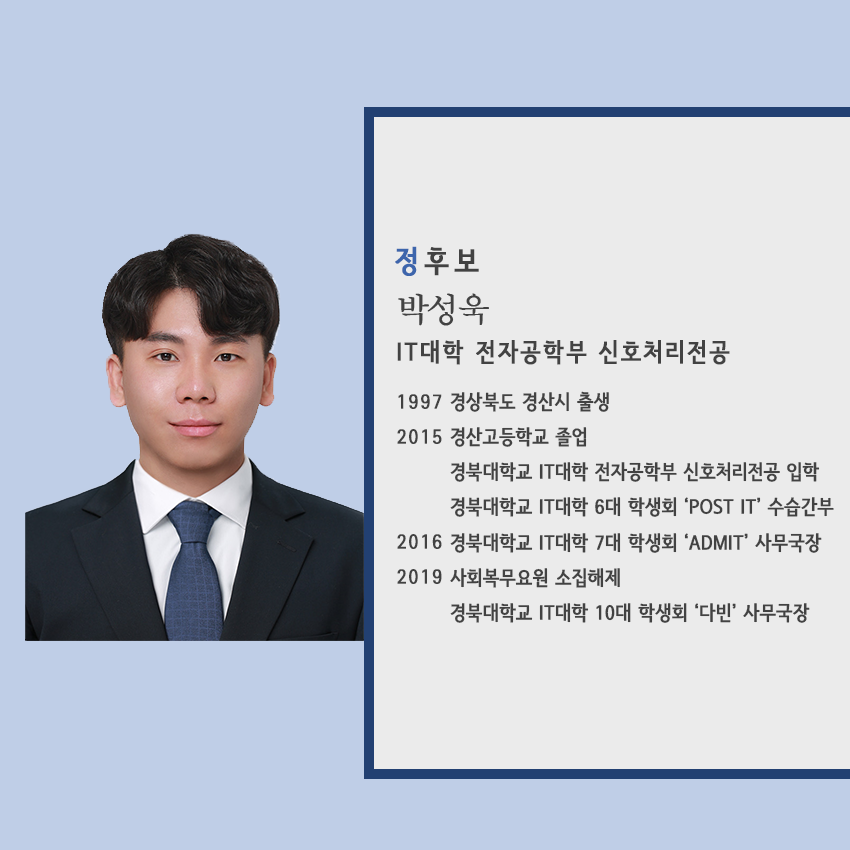 정후보
박성욱
IT대학 전자공학부 신호처리전공
1997 경상북도 경산시 출생
2015 경산고등학교 졸업
경북대학교 IT대학 전자공학부 신호처리전공 입학
경북대학교 IT대학 6대 학생회 ‘POST IT’ 수습간부
2016 경북대학교 IT대학 7대 학생회 ‘ADMIT’ 사무국장
2019 사회복무요원 소집해제
경북대학교 IT대학 10대 학생회 ‘다빈’ 사무국장